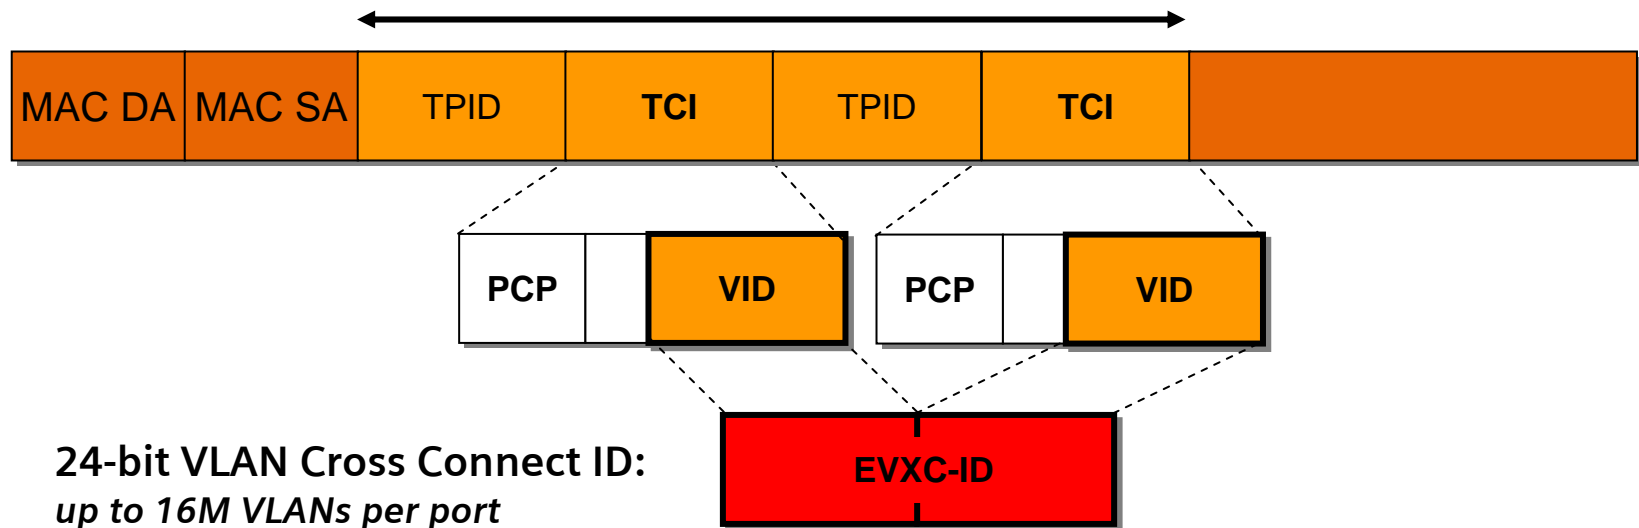 MAC DA MAC SA TPID TCI TPID TCI
PCP VID PCP VID
EVXC-ID
24-bit VLAN Cross Connect ID:
up to 16M VLANs per port